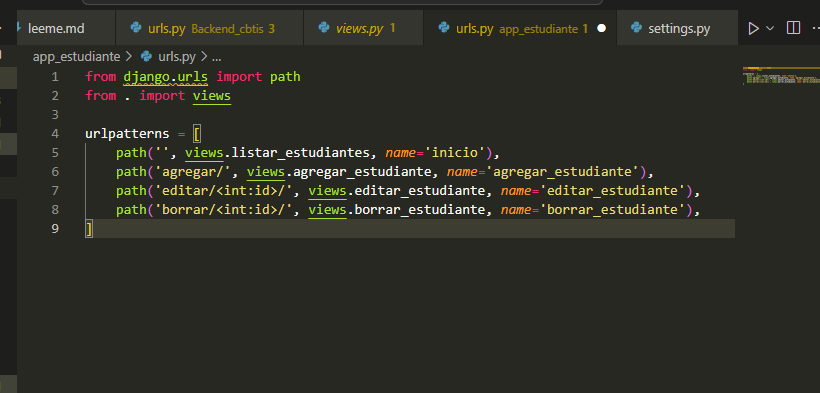 leeme.md urls.py Backend_cbtis 3 views.py 1 urls.py app_estudiante 1 settings.py
app_estudiante > urls.py > ...
1 from django.urls import path
2 from . import views
3
4 urlpatterns = [
5 path('', views.listar_estudiantes, name='inicio'),
6 path('agregar/', views.agregar_estudiante, name='agregar_estudiante'),
7 path('editar/<int:id>/', views.editar_estudiante, name='editar_estudiante'),
8 path('borrar/<int:id>/', views.borrar_estudiante, name='borrar_estudiante'),
9 ]